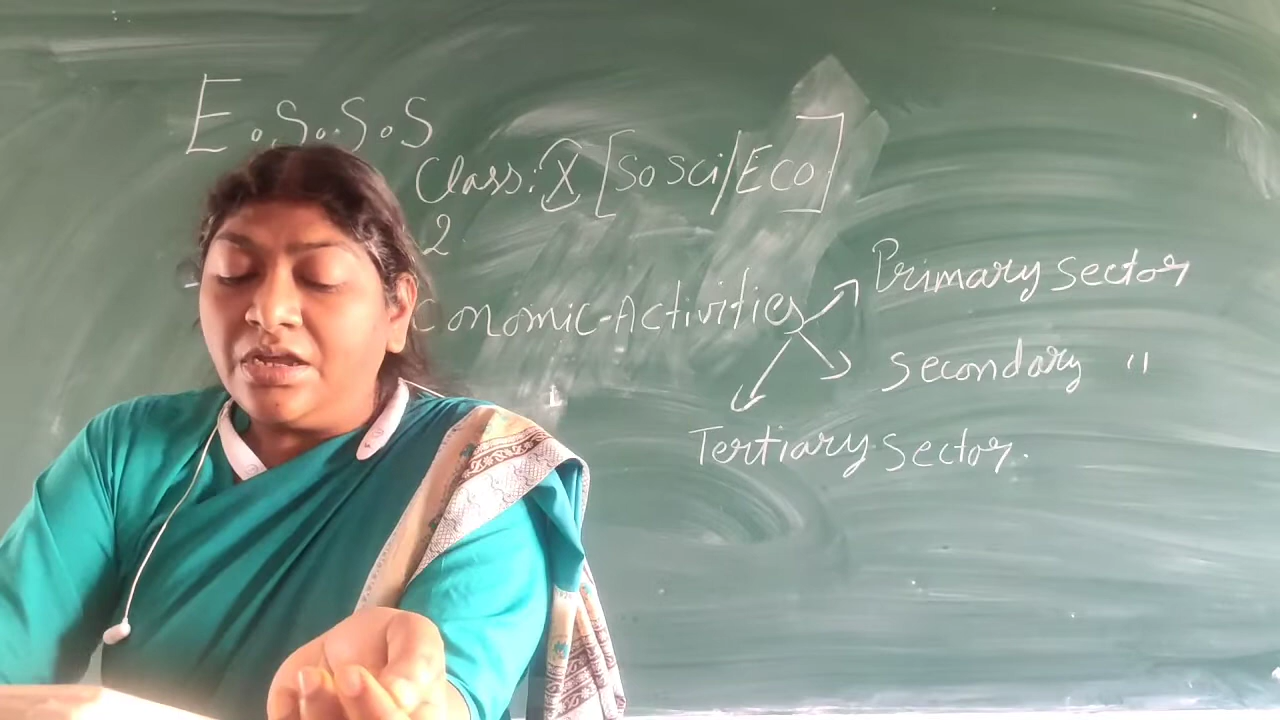 E.S.S.S
Class: X [So Sci/Eco]
2
conomic-Activities
Primary sector
secondary "
Tertiary sector.